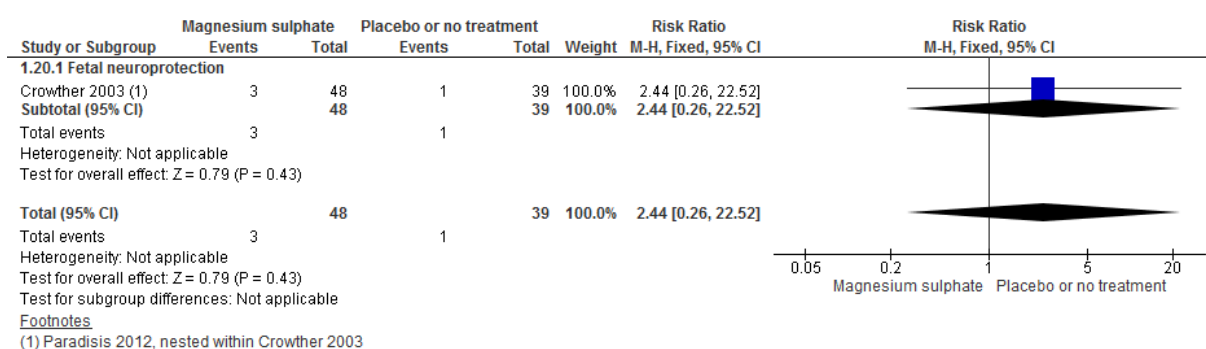 Magnesium sulphate Placebo or no treatment Risk Ratio Risk Ratio
Study or Subgroup Events Total Events Total Weight M-H, Fixed, 95% CI M-H, Fixed, 95% CI
1.20.1 Fetal neuroprotection
Crowther 2003 (1) 3 48 1 39 100.0% 2.44 [0.26, 22.52]
Subtotal (95% CI) 48 39 100.0% 2.44 [0.26, 22.52]
Total events 3 1
Heterogeneity: Not applicable
Test for overall effect: Z = 0.79 (P = 0.43)
Total (95% CI) 48 39 100.0% 2.44 [0.26, 22.52]
Total events 3 1
Heterogeneity: Not applicable
Test for overall effect: Z = 0.79 (P = 0.43)
Test for subgroup differences: Not applicable
0.05 0.2 1 5 20
Magnesium sulphate Placebo or no treatment
Footnotes
(1) Paradisis 2012, nested within Crowther 2003